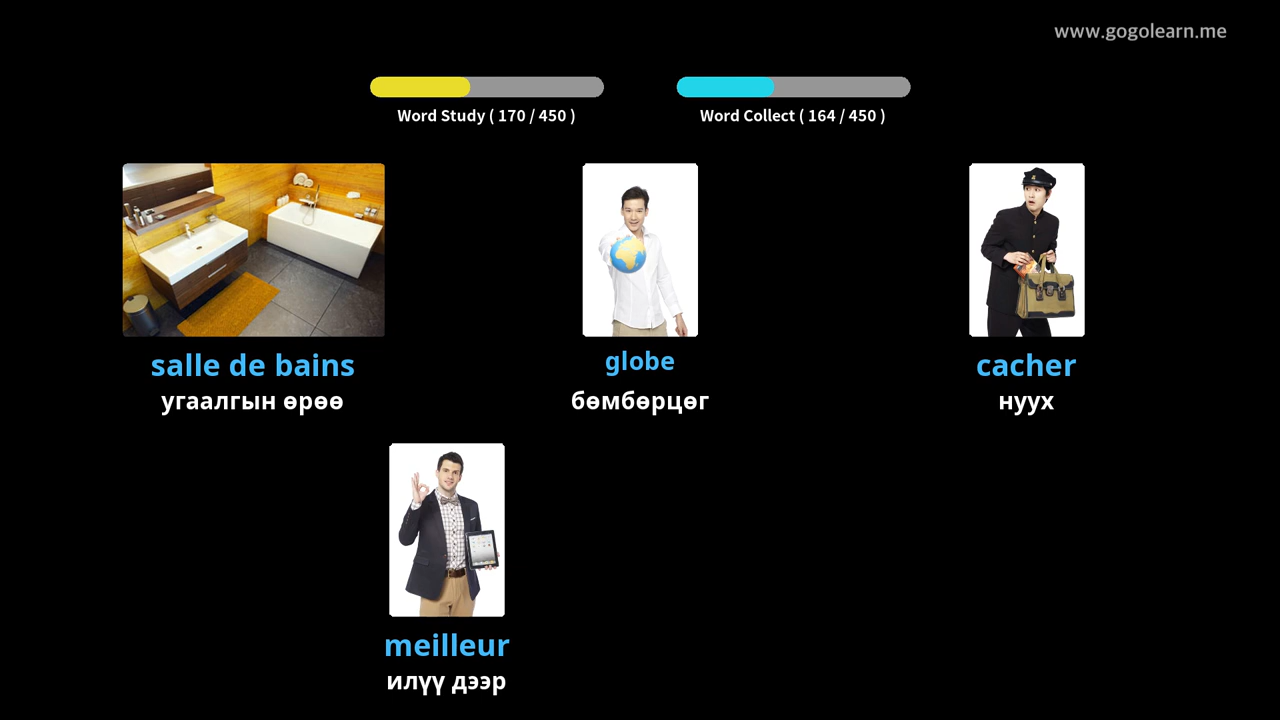 www.gogolearn.me
Word Study ( 170 / 450 )
Word Collect ( 164 / 450 )
salle de bains
угаалгын өрөө
globe
бөмбөрцөг
cacher
нуух
meilleur
илүү дээр